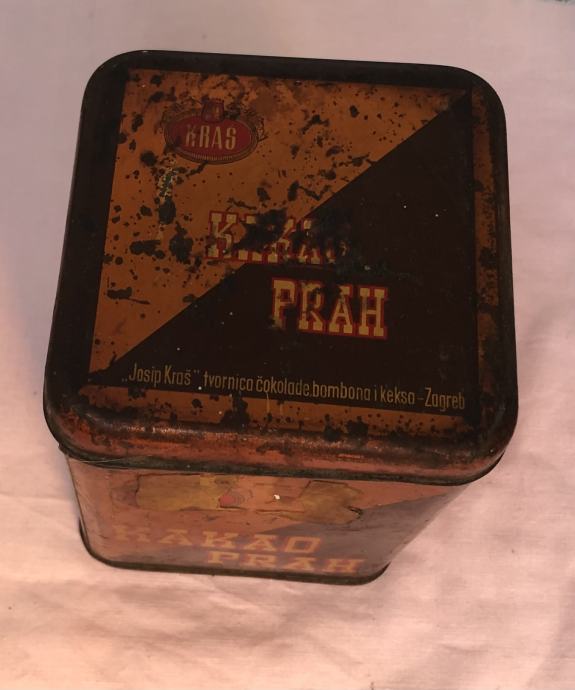 KRAŠ
KAKAO
PRAH
„Josip Kraš" tvornica čokolade bombona i keksa - Zagreb
KAKAO
PRAH